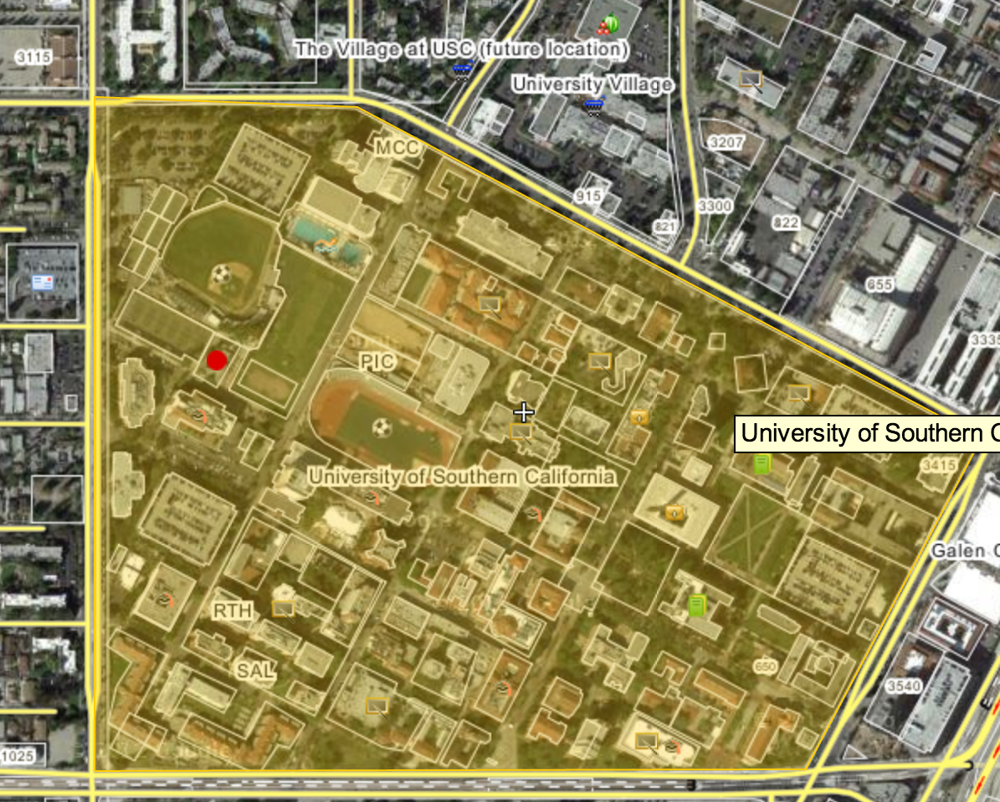 3115
The Village at USC (future location)
University Village
MCC
3207
915
3300
821
822
655
3335
PIC
University of Southern C
3415
University of Southern California
Galen C
RTH
SAL
650
3540
1025